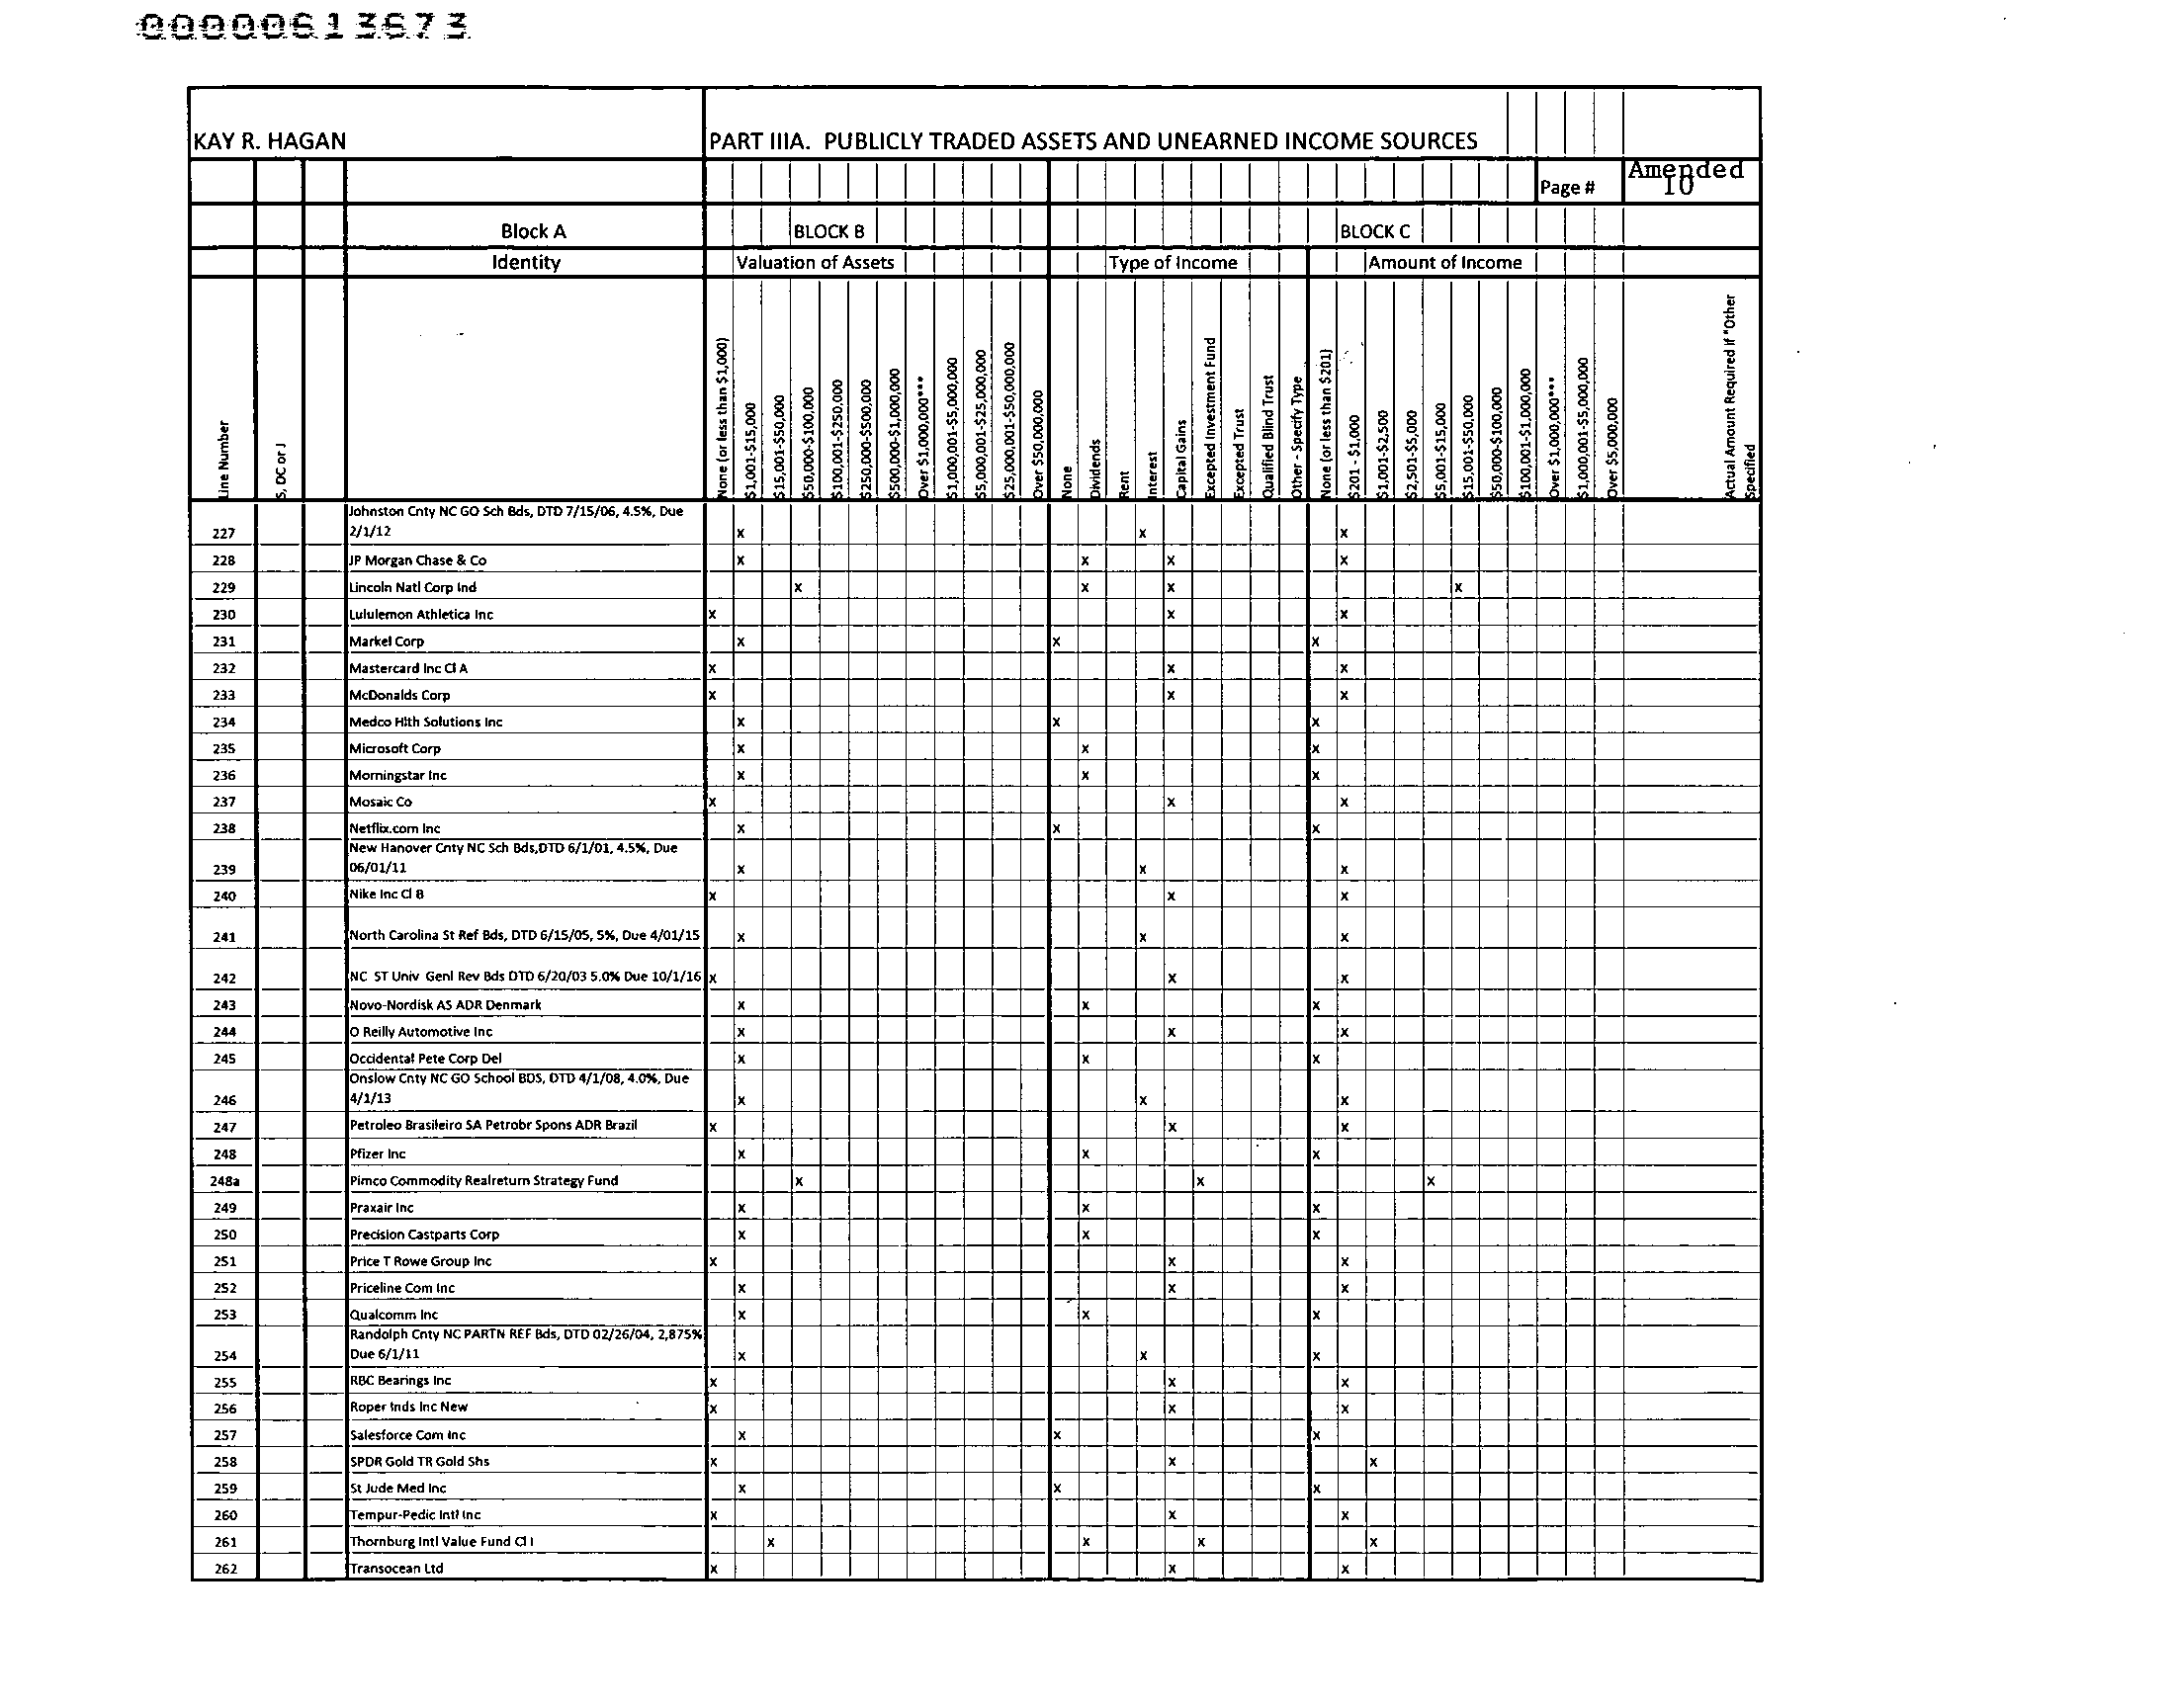 00000613673
KAY R. HAGAN PART IIIA. PUBLICLY TRADED ASSETS AND UNEARNED INCOME SOURCES
Page # Amended 10
Block A BLOCK B BLOCK C
Identity Valuation of Assets Type of Income Amount of Income
Line Number
S, DC or J
None (or less than $1,000)
$1,001-$15,000
$15,001-$50,000
$50,000-$100,000
$100,001-$250,000
$250,000-$500,000
$500,000-$1,000,000
Over $1,000,000***
$1,000,001-$5,000,000
$5,000,001-$25,000,000
$25,000,001-$50,000,000,000
Over $50,000,000
None
Dividends
Rent
Interest
Capital Gains
Excepted Investment Fund
Excepted Trust
Qualified Blind Trust
Other - Specify Type
None (or less than $201)
$201 - $1,000
$1,001-$2,500
$2,501-$5,000
$5,001-$15,000
$15,001-$50,000
$50,000-$100,000
$100,001-$1,000,000
Over $1,000,000***
$1,000,001-$5,000,000
Over $5,000,000
Actual Amount Required if "Other
Specified
Johnston Cnty NC GO Sch Bds, DTD 7/15/06, 4.5%, Due
227 2/1/12 x x x
228 JP Morgan Chase & Co x x x x
229 Lincoln Natl Corp Ind x x x x
230 Lululemon Athletica Inc x x x
231 Markel Corp x x x
232 Mastercard Inc Cl A x x x
233 McDonalds Corp x x x
234 Medco Hlth Solutions Inc x x x
235 Microsoft Corp x x x
236 Morningstar Inc x x x
237 Mosaic Co x x x
238 Netflix.com Inc x x x
New Hanover Cnty NC Sch Bds,DTD 6/1/01, 4.5%, Due
239 06/01/11 x x x
240 Nike Inc Cl B x x x
241 North Carolina St Ref Bds, DTD 6/15/05, 5%, Due 4/01/15 x x x
242 NC ST Univ Genl Rev Bds DTD 6/20/03 5.0% Due 10/1/16 x x x
243 Novo-Nordisk AS ADR Denmark x x x
244 O Reilly Automotive Inc x x x
245 Occidental Pete Corp Del x x x
Onslow Cnty NC GO School BDS, DTD 4/1/08, 4.0%, Due
246 4/1/13 x x x
247 Petroleo Brasileiro SA Petrobr Spons ADR Brazil x x x
248 Pfizer Inc x x x
248a Pimco Commodity Realreturn Strategy Fund x x x
249 Praxair Inc x x x
250 Precision Castparts Corp x x x
251 Price T Rowe Group Inc x x x
252 Priceline Com Inc x x x
253 Qualcomm Inc x x x
Randolph Cnty NC PARTN REF Bds, DTD 02/26/04, 2,875%
254 Due 6/1/11 x x x
255 RBC Bearings Inc x x x
256 Roper Inds Inc New x x x
257 Salesforce Com Inc x x x
258 SPDR Gold TR Gold Shs x x x
259 St Jude Med Inc x x x
260 Tempur-Pedic Intl Inc x x x
261 Thornburg Intl Value Fund Cl I x x x x
262 Transocean Ltd x x x